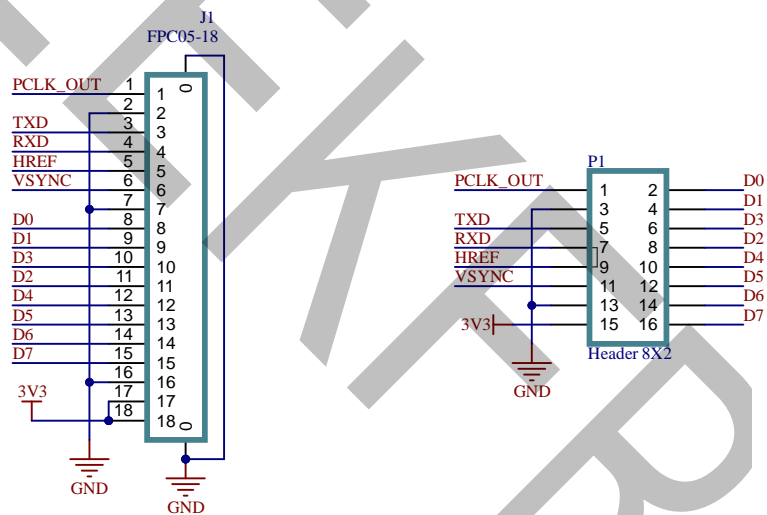 J1
FPC05-18
0
PCLK_OUT 1 1
2 2
TXD 3 3
RXD 4 4
HREF 5 5
VSYNC 6 6
7 7
D0 8 8
D1 9 9
D3 10 10
D2 11 11
D4 12 12
D5 13 13
D6 14 14
D7 15 15
16 16
3V3 17 17
18 18 0
GND
GND
P1
PCLK_OUT 1 2 D0
3 4 D1
TXD 5 6 D3
RXD 7 8 D2
HREF 9 10 D4
VSYNC 11 12 D5
13 14 D6
3V3 15 16 D7
Header 8X2
GND